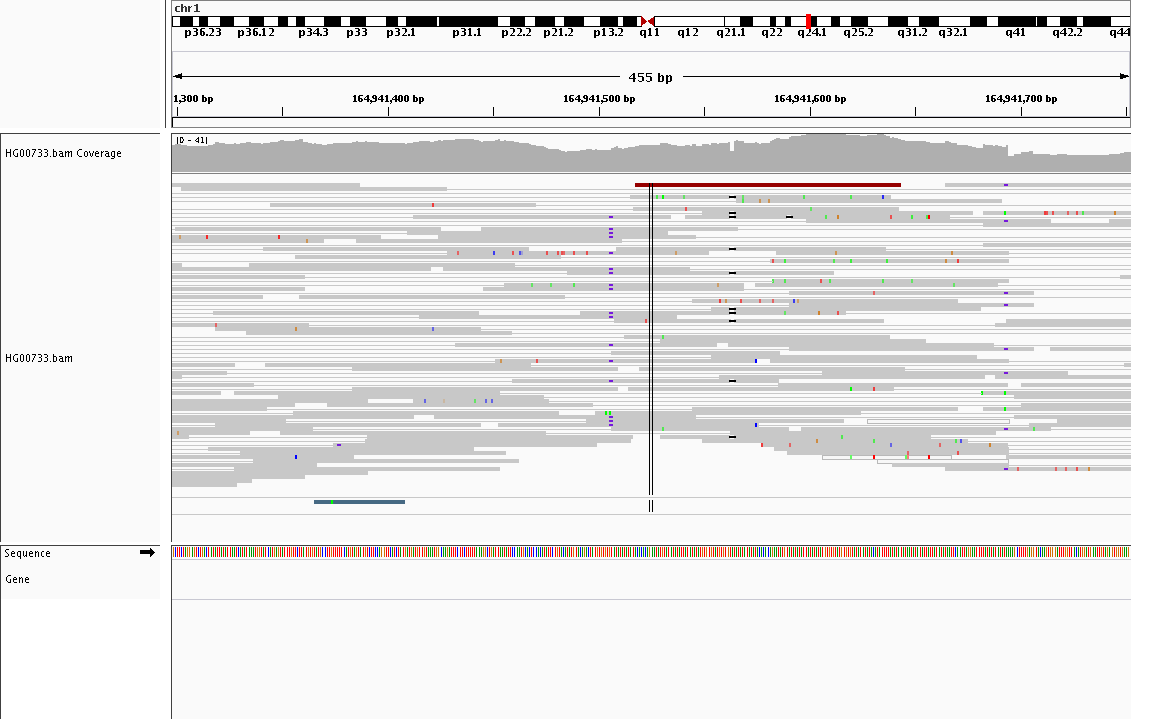 chr1
p36.23 p36.12 p34.3 p33 p32.1 p31.1 p22.2 p21.2 p13.2 q11 q12 q21.1 q22 q24.1 q25.2 q31.2 q32.1 q41 q42.2 q44
455 bp
1,300 bp 164,941,400 bp 164,941,500 bp 164,941,600 bp 164,941,700 bp
HG00733.bam Coverage
[0 - 41]
HG00733.bam
Sequence
Gene